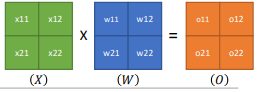 x11 x12 w11 w12 o11 o12
X =
x21 x22 w21 w22 o21 o22
(X) (W) (O)